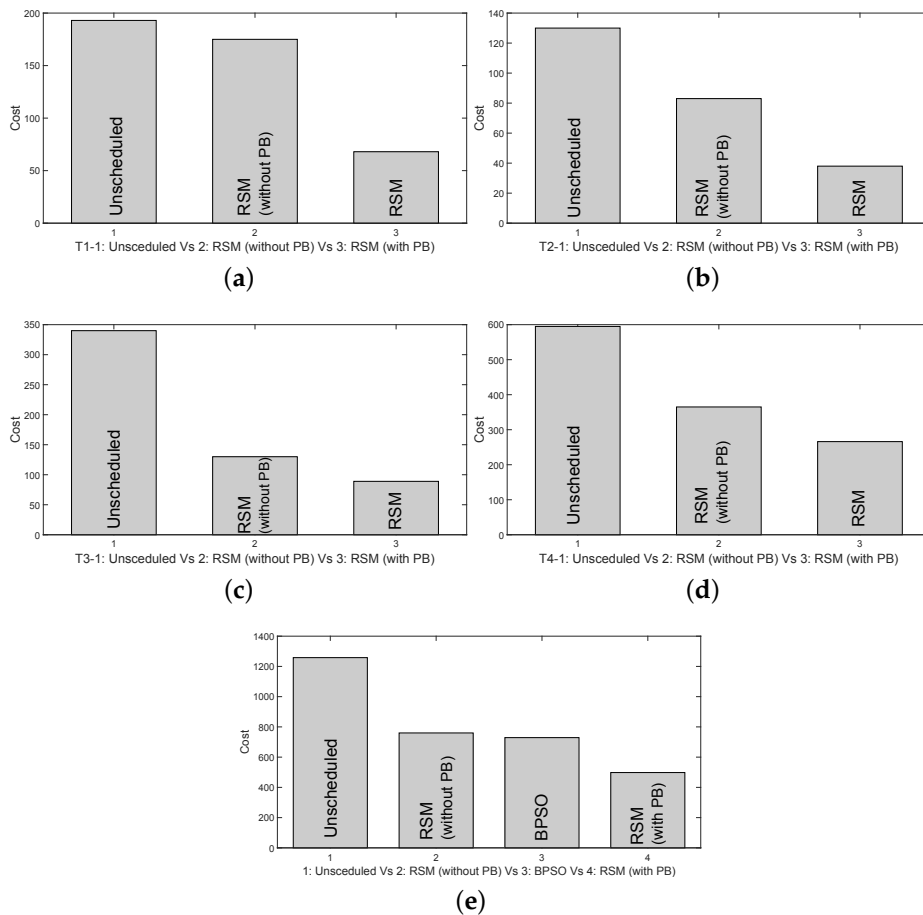 200
150
100
50
0
Cost
Unscheduled
RSM
(without PB)
RSM
1 2 3
T1-1: Unsceduled Vs 2: RSM (without PB) Vs 3: RSM (with PB)
(a)
140
120
100
80
60
40
20
0
Cost
Unscheduled
RSM
(without PB)
RSM
1 2 3
T2-1: Unsceduled Vs 2: RSM (without PB) Vs 3: RSM (with PB)
(b)
350
300
250
200
150
100
50
0
Cost
Unscheduled
RSM
(without PB)
RSM
1 2 3
T3-1: Unsceduled Vs 2: RSM (without PB) Vs 3: RSM (with PB)
(c)
600
500
400
300
200
100
0
Cost
Unscheduled
RSM
(without PB)
RSM
1 2 3
T4-1: Unsceduled Vs 2: RSM (without PB) Vs 3: RSM (with PB)
(d)
1400
1200
1000
800
600
400
200
0
Cost
Unscheduled
RSM
(without PB)
BPSO
RSM
(with PB)
1 2 3 4
1: Unsceduled Vs 2: RSM (without PB) Vs 3: BPSO Vs 4: RSM (with PB)
(e)